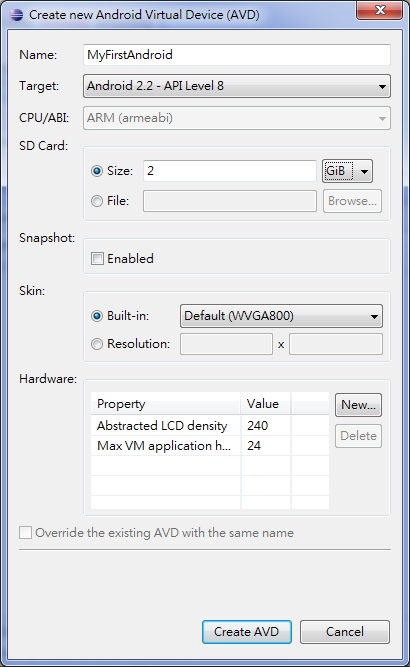 Create new Android Virtual Device (AVD)
Name: MyFirstAndroid
Target: Android 2.2 - API Level 8
CPU/ABI: ARM (armeabi)
SD Card:
Size: 2 GiB
File: Browse...
Snapshot:
Enabled
Skin:
Built-in: Default (WVGA800)
Resolution: x
Hardware:
Property Value New...
Abstracted LCD density 240 Delete
Max VM application h... 24
Override the existing AVD with the same name
Create AVD Cancel